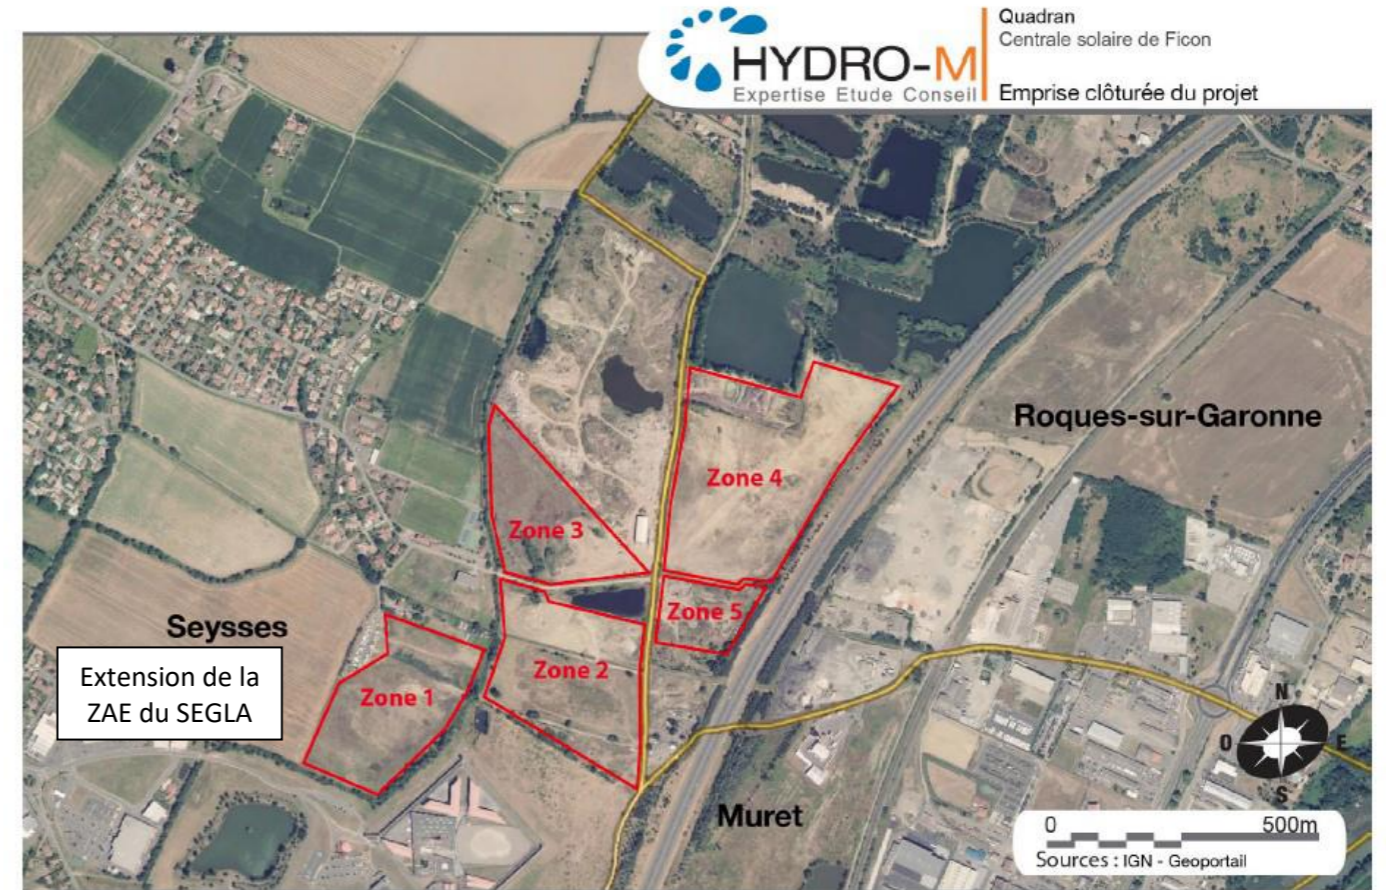 HYDRO-M
Expertise Etude Conseil
Quadran
Centrale solaire de Ficon
Emprise clôturée du projet
Roques-sur-Garonne
Zone 4
Zone 3
Zone 5
Seysses
Zone 2
Extension de la
ZAE du SEGLA
Zone 1
Muret
N
O
E
S
0 500m
Sources : IGN - Geoportail